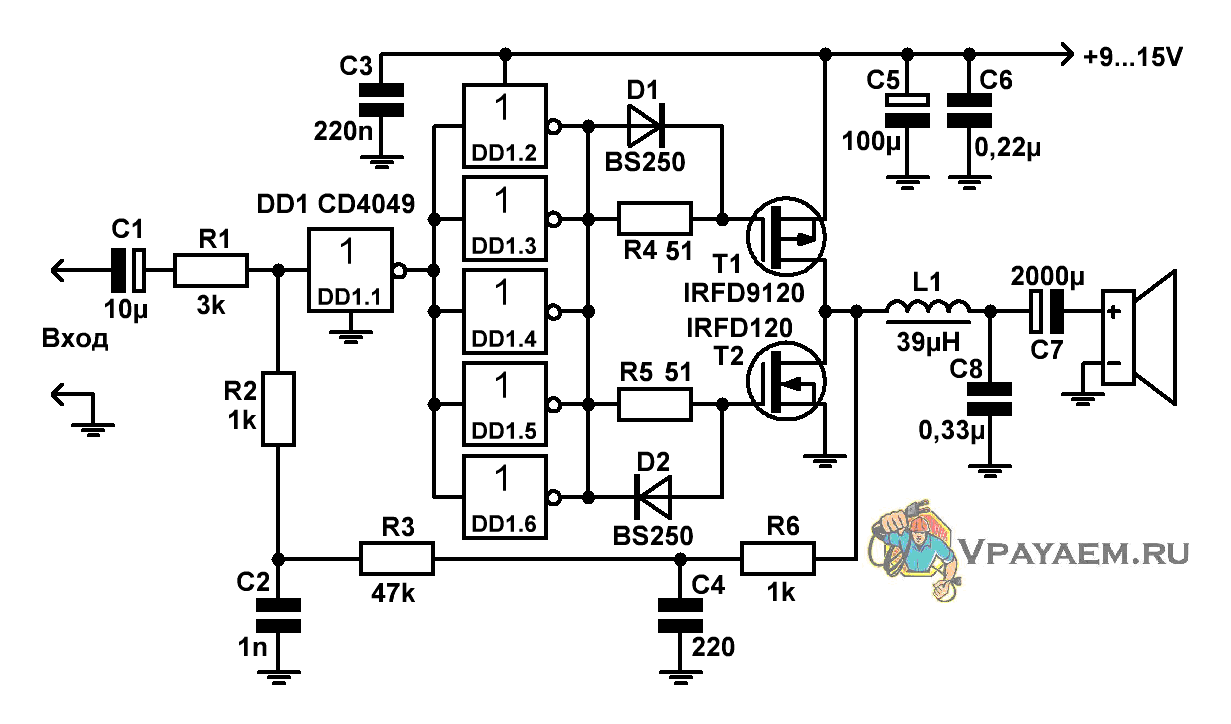 +9...15V
C3
220n
1
DD1.2
D1
BS250
C5
100µ
C6
0,22µ
DD1 CD4049
1
DD1.3
R4 51
C1
10µ
R1
3k
1
DD1.1
T1
IRFD9120
Вход
1
DD1.4
IRFD120
T2
L1
39µH
2000µ
C7
+
−
R2
1k
1
DD1.5
R5 51
C8
0,33µ
1
DD1.6
D2
BS250
R3
47k
R6
1k
C2
1n
C4
220
VPAYAEM.RU